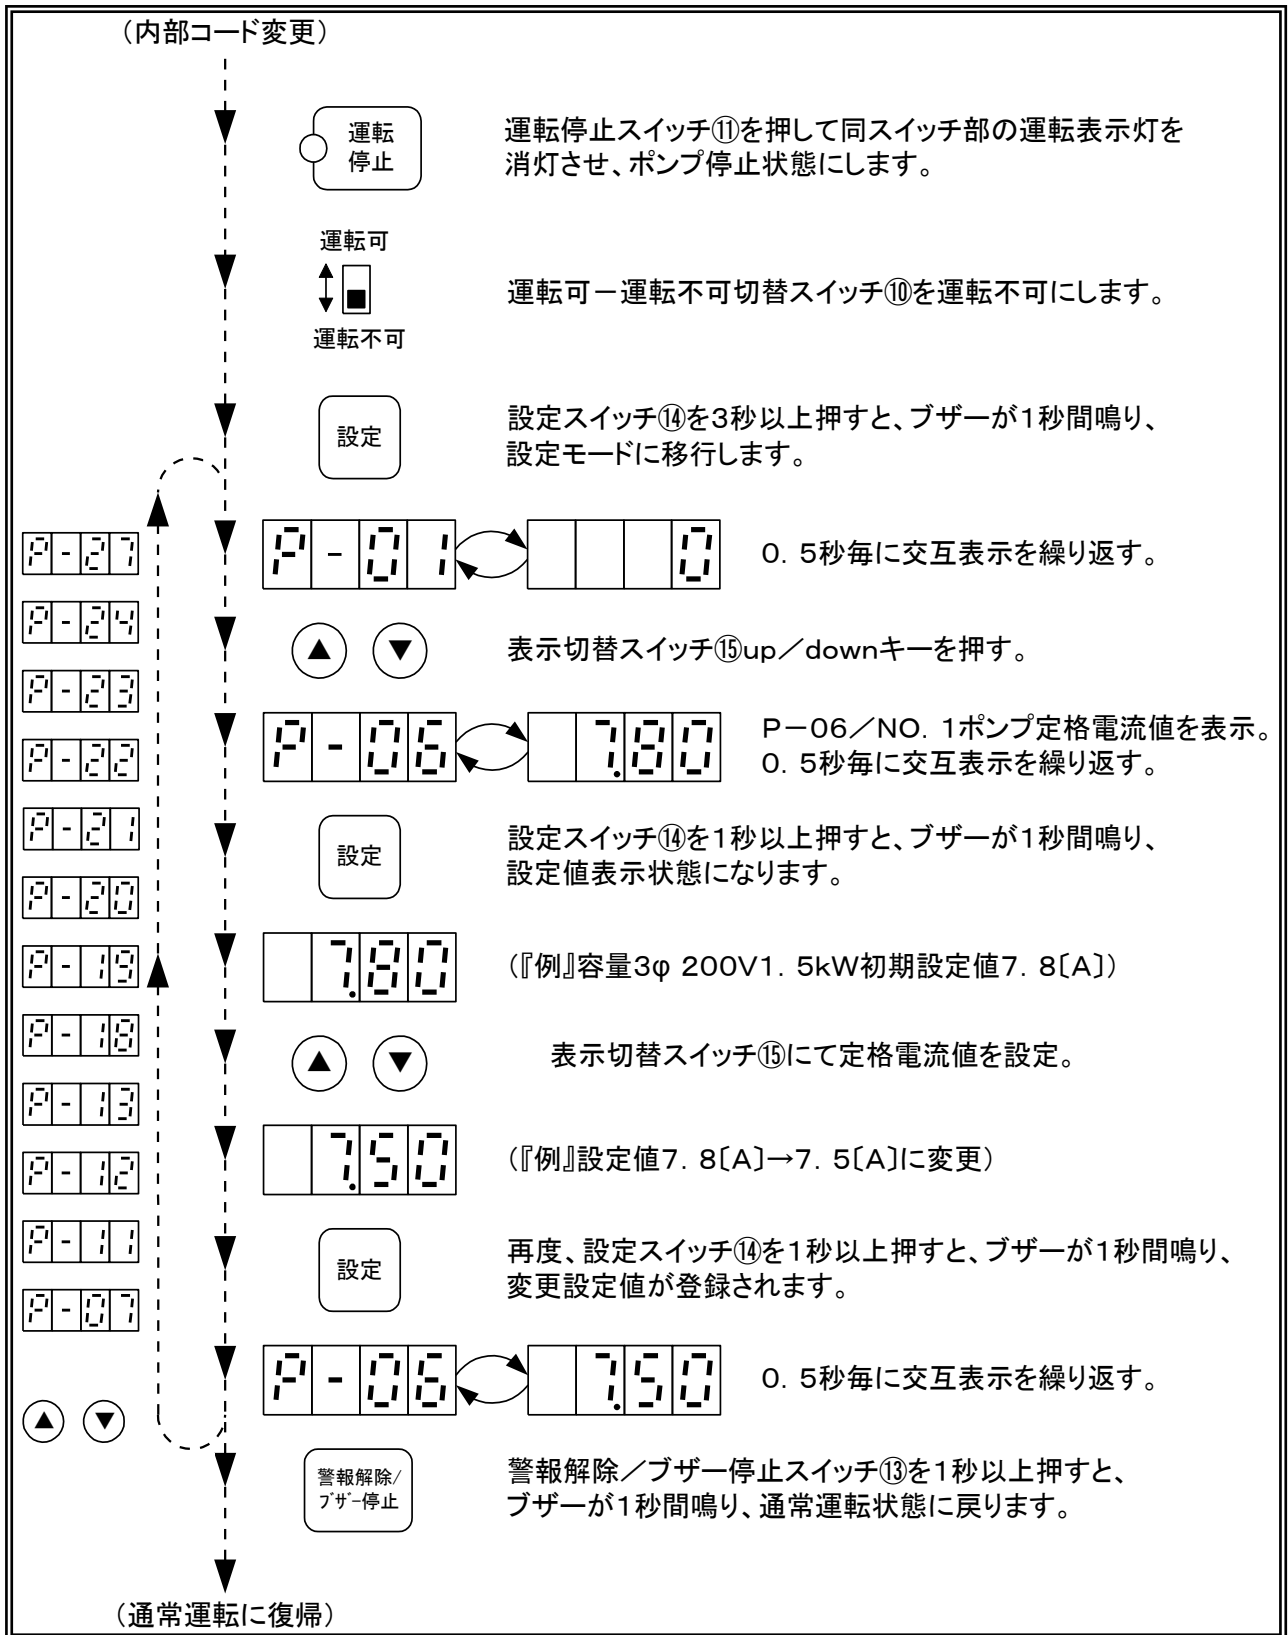 （内部コード変更）
運転
停止
運転停止スイッチ⑪を押して同スイッチ部の運転表示灯を
消灯させ、ポンプ停止状態にします。
運転可
運転不可
運転可－運転不可切替スイッチ⑩を運転不可にします。
設定
設定スイッチ⑭を３秒以上押すと、ブザーが１秒間鳴り、
設定モードに移行します。
P-01
0
０．５秒毎に交互表示を繰り返す。
▲ ▼
表示切替スイッチ⑮up／downキーを押す。
P-06
7.80
P－06／NO．１ポンプ定格電流値を表示。
０．５秒毎に交互表示を繰り返す。
設定
設定スイッチ⑭を１秒以上押すと、ブザーが１秒間鳴り、
設定値表示状態になります。
7.80
（『例』容量3φ 200V1．5kW初期設定値7．8〔A〕）
▲ ▼
表示切替スイッチ⑮にて定格電流値を設定。
7.50
（『例』設定値7．8〔A〕→7．5〔A〕に変更）
設定
再度、設定スイッチ⑭を１秒以上押すと、ブザーが１秒間鳴り、
変更設定値が登録されます。
P-06
7.50
０．５秒毎に交互表示を繰り返す。
警報解除/
ﾌﾞｻﾞｰ停止
警報解除／ブザー停止スイッチ⑬を１秒以上押すと、
ブザーが１秒間鳴り、通常運転状態に戻ります。
（通常運転に復帰）
P-27
P-24
P-23
P-22
P-21
P-20
P-19
P-18
P-13
P-12
P-11
P-07
▲ ▼